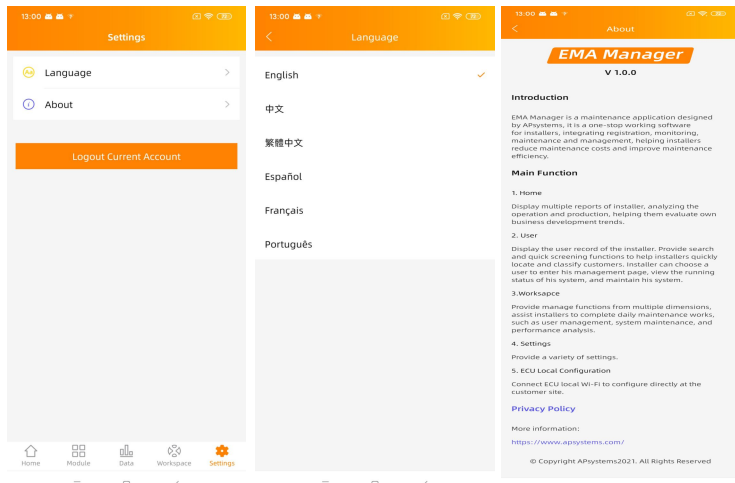 13:00
Settings
Language
About
Logout Current Account
Home
Module
Data
Workspace
Settings
13:00
Language
English
中文
繁體中文
Español
Français
Português
13:00
About
EMA Manager
V 1.0.0
Introduction
EMA Manager is a maintenance application designed
by APsystems, it is a one-stop working software
for installers, integrating registration, monitoring,
maintenance and management, helping installers
reduce maintenance costs and improve maintenance
efficiency.
Main Function
1. Home
Display multiple reports of installer, analyzing the
operation and production, helping them evaluate own
business development trends.
2. User
Display the user record of the installer. Provide search
and quick screening functions to help installers quickly
locate and classify customers. Installer can choose a
user to enter his management page, view the running
status of his system, and maintain his system.
3.Worksapce
Provide manage functions from multiple dimensions,
assist installers to complete daily maintenance works,
such as user management, system maintenance, and
performance analysis.
4. Settings
Provide a variety of settings.
5. ECU Local Configuration
Connect ECU local Wi-Fi to configure directly at the
customer site.
Privacy Policy
More information:
https://www.apsystems.com/
© Copyright APsystems2021. All Rights Reserved